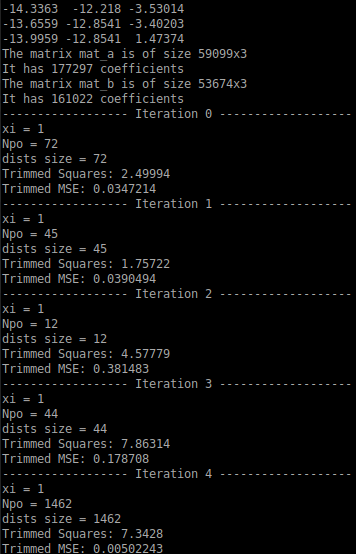 -14.3363  -12.218 -3.53014
-13.6559 -12.8541 -3.40203
-13.9959 -12.8541  1.47374
The matrix mat_a is of size 59099x3
It has 177297 coefficients
The matrix mat_b is of size 53674x3
It has 161022 coefficients
------------------ Iteration 0 -------------------
xi = 1
Npo = 72
dists size = 72
Trimmed Squares: 2.49994
Trimmed MSE: 0.0347214
------------------ Iteration 1 -------------------
xi = 1
Npo = 45
dists size = 45
Trimmed Squares: 1.75722
Trimmed MSE: 0.0390494
------------------ Iteration 2 -------------------
xi = 1
Npo = 12
dists size = 12
Trimmed Squares: 4.57779
Trimmed MSE: 0.381483
------------------ Iteration 3 -------------------
xi = 1
Npo = 44
dists size = 44
Trimmed Squares: 7.86314
Trimmed MSE: 0.178708
------------------ Iteration 4 -------------------
xi = 1
Npo = 1462
dists size = 1462
Trimmed Squares: 7.3428
Trimmed MSE: 0.00502243